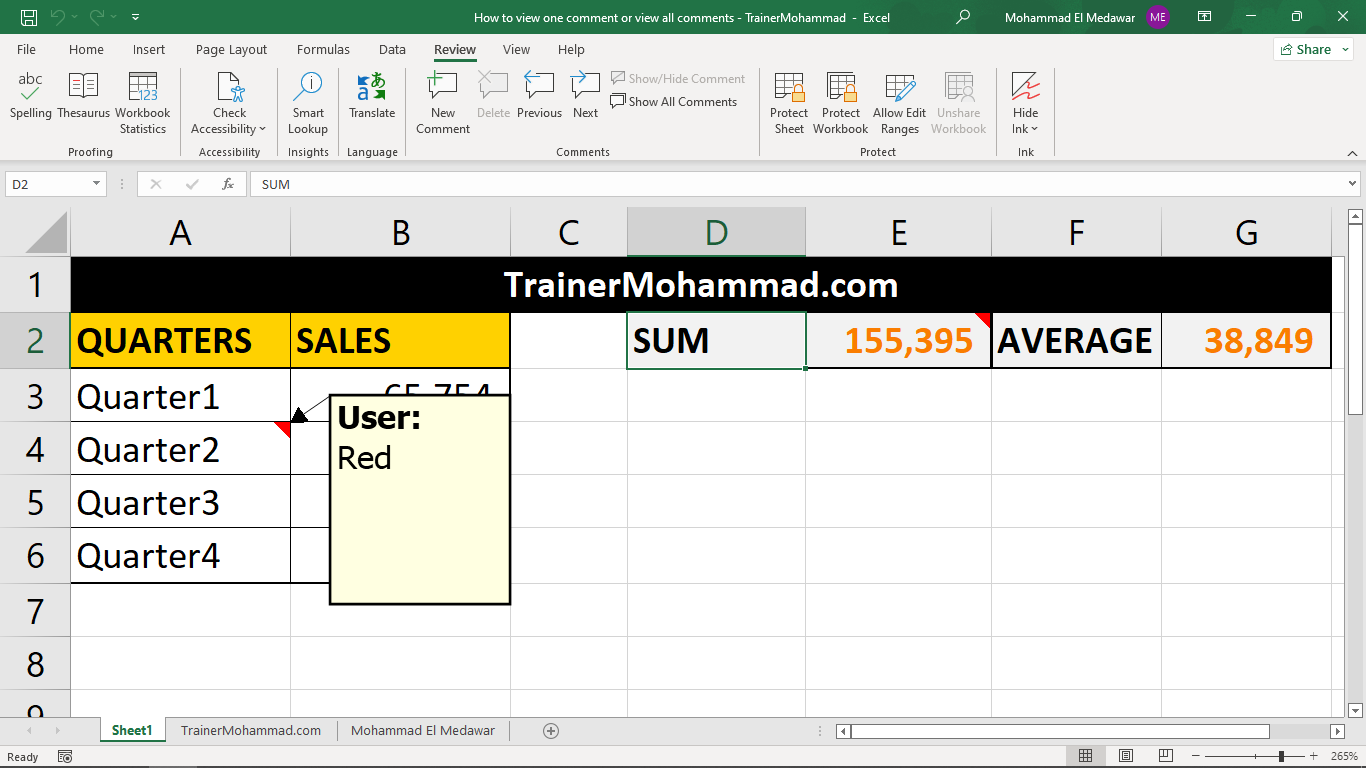 How to view one comment or view all comments - TrainerMohammad - Excel
Mohammad El Medawar ME
File Home Insert Page Layout Formulas Data Review View Help Share
abc
a あ
123
Spelling Thesaurus Workbook Statistics
Check Accessibility
Smart Lookup
Translate
New Comment Delete Previous Next
Show/Hide Comment
Show All Comments
Protect Sheet Protect Workbook Allow Edit Ranges Unshare Workbook
Hide Ink
Proofing Accessibility Insights Language Comments Protect Ink
D2 fx SUM
A B C D E F G
1 TrainerMohammad.com
2 QUARTERS SALES SUM 155,395 AVERAGE 38,849
3 Quarter1
User:
Red
4 Quarter2
5 Quarter3
6 Quarter4
7
8
9
Sheet1 TrainerMohammad.com Mohammad El Medawar
Ready 265%